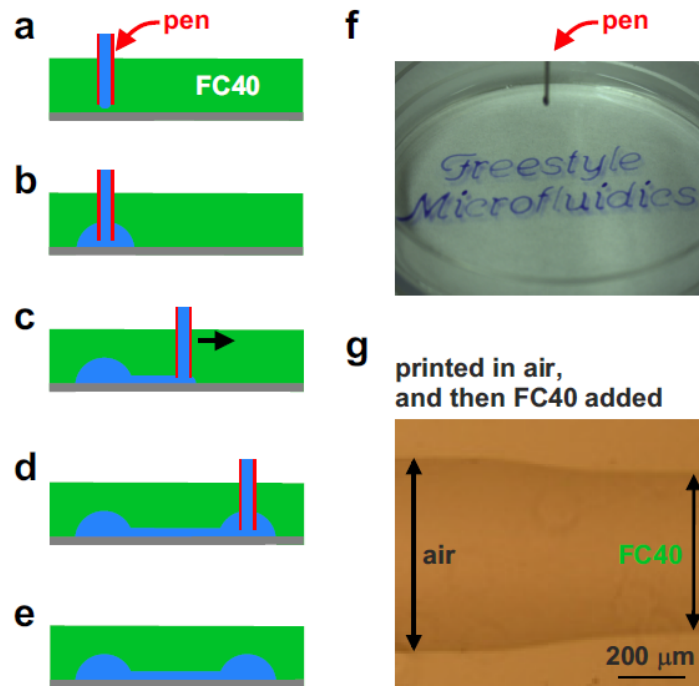 a
pen
FC40
b
c
d
e
f
pen
Freestyle
Microfluidics
g
printed in air,
and then FC40 added
air
FC40
200 μm